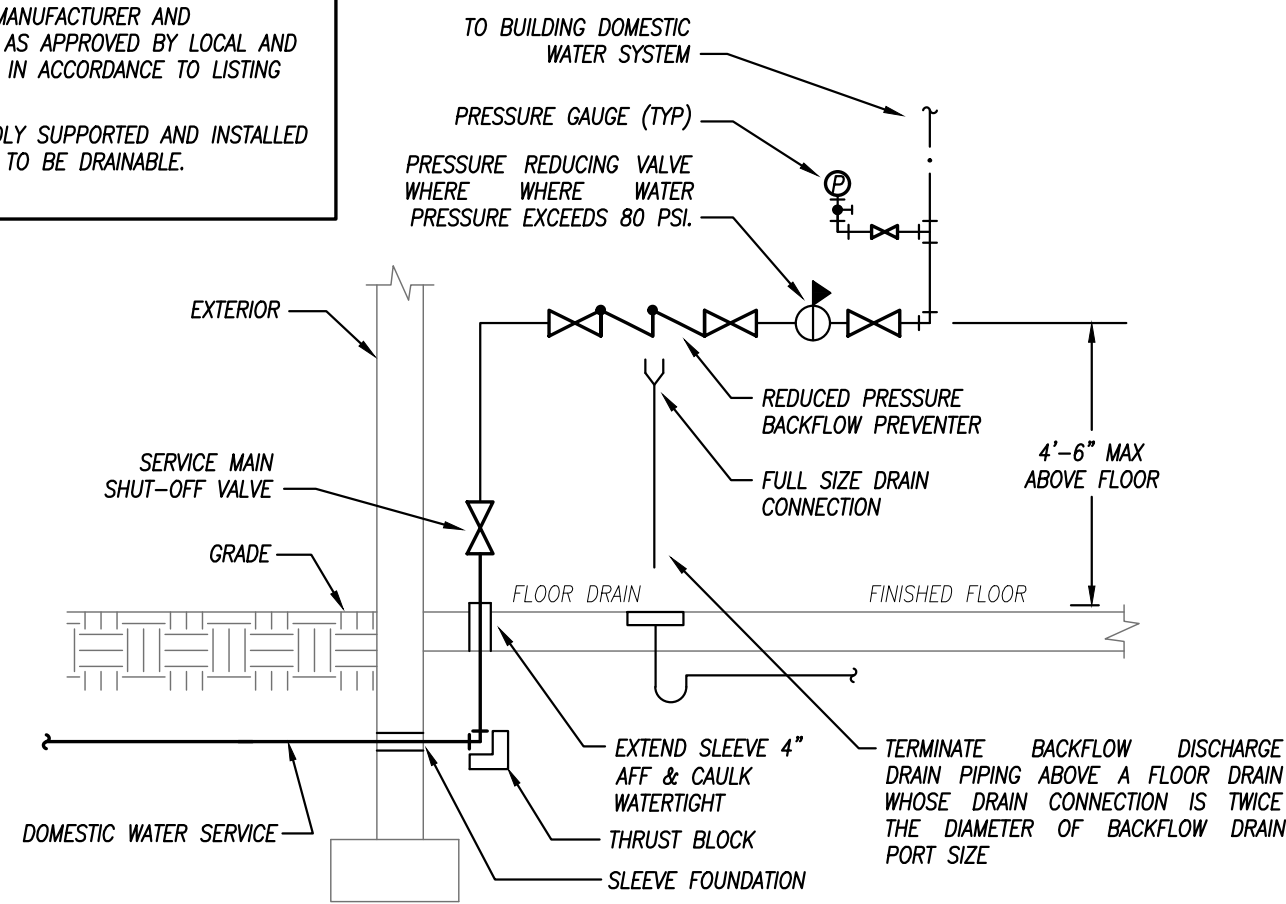 MANUFACTURER AND
AS APPROVED BY LOCAL AND
IN ACCORDANCE TO LISTING
SUPPORTED AND INSTALLED
TO BE DRAINABLE.
TO BUILDING DOMESTIC
WATER SYSTEM
PRESSURE GAUGE (TYP)
P
PRESSURE REDUCING VALVE
WHERE WHERE WATER
PRESSURE EXCEEDS 80 PSI.
EXTERIOR
REDUCED PRESSURE
BACKFLOW PREVENTER
4'-6" MAX
ABOVE FLOOR
SERVICE MAIN
SHUT-OFF VALVE
FULL SIZE DRAIN
CONNECTION
GRADE
FLOOR DRAIN
FINISHED FLOOR
EXTEND SLEEVE 4"
AFF & CAULK
WATERTIGHT
TERMINATE BACKFLOW DISCHARGE
DRAIN PIPING ABOVE A FLOOR DRAIN
WHOSE DRAIN CONNECTION IS TWICE
THE DIAMETER OF BACKFLOW DRAIN
PORT SIZE
DOMESTIC WATER SERVICE
THRUST BLOCK
SLEEVE FOUNDATION